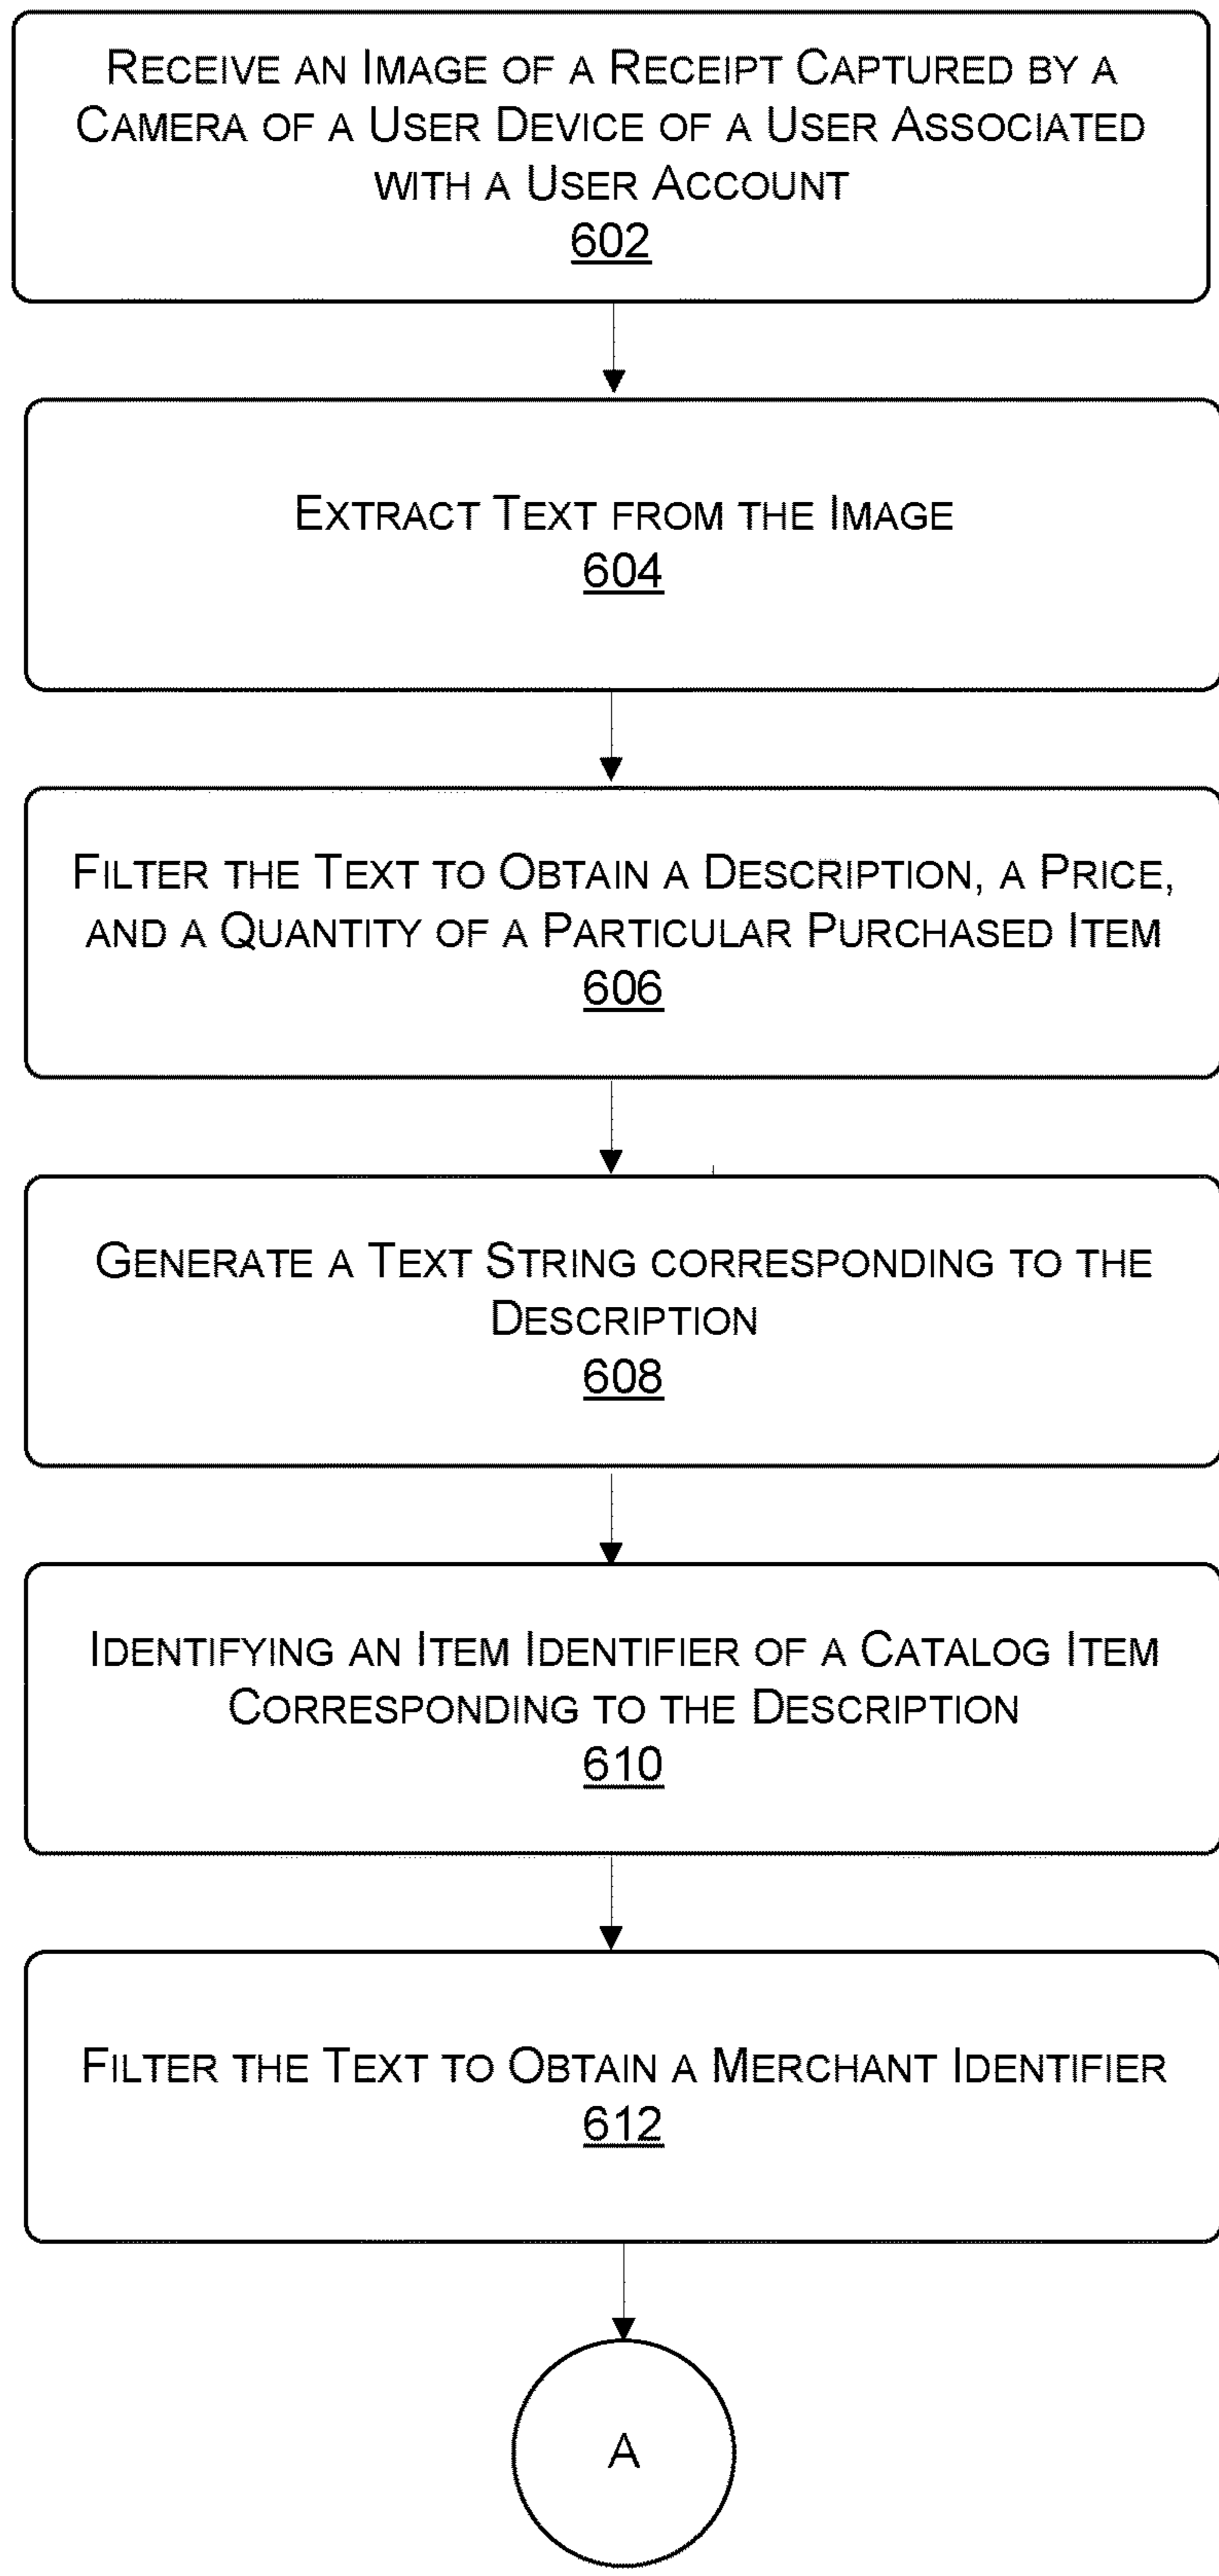 RECEIVE AN IMAGE OF A RECEIPT CAPTURED BY A
CAMERA OF A USER DEVICE OF A USER ASSOCIATED
WITH A USER ACCOUNT
602
EXTRACT TEXT FROM THE IMAGE
604
FILTER THE TEXT TO OBTAIN A DESCRIPTION, A PRICE,
AND A QUANTITY OF A PARTICULAR PURCHASED ITEM
606
GENERATE A TEXT STRING CORRESPONDING TO THE
DESCRIPTION
608
IDENTIFYING AN ITEM IDENTIFIER OF A CATALOG ITEM
CORRESPONDING TO THE DESCRIPTION
610
FILTER THE TEXT TO OBTAIN A MERCHANT IDENTIFIER
612
A